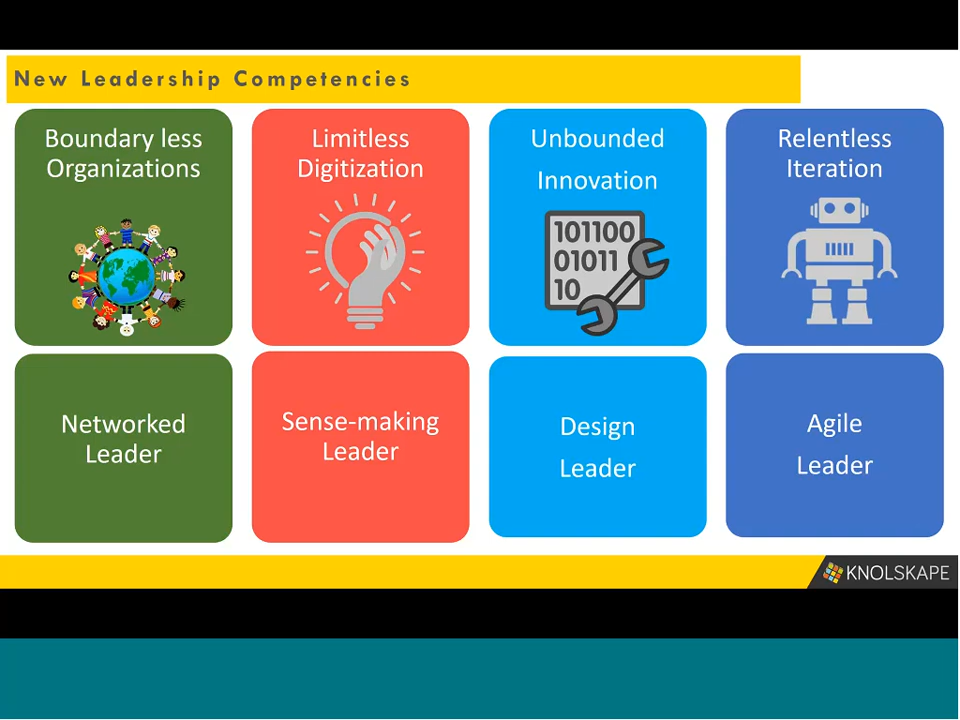 New Leadership Competencies
Boundary less
Organizations
Limitless
Digitization
Unbounded
Innovation
101100
01011
10
Relentless
Iteration
Networked
Leader
Sense-making
Leader
Design
Leader
Agile
Leader
KNOLSKAPE